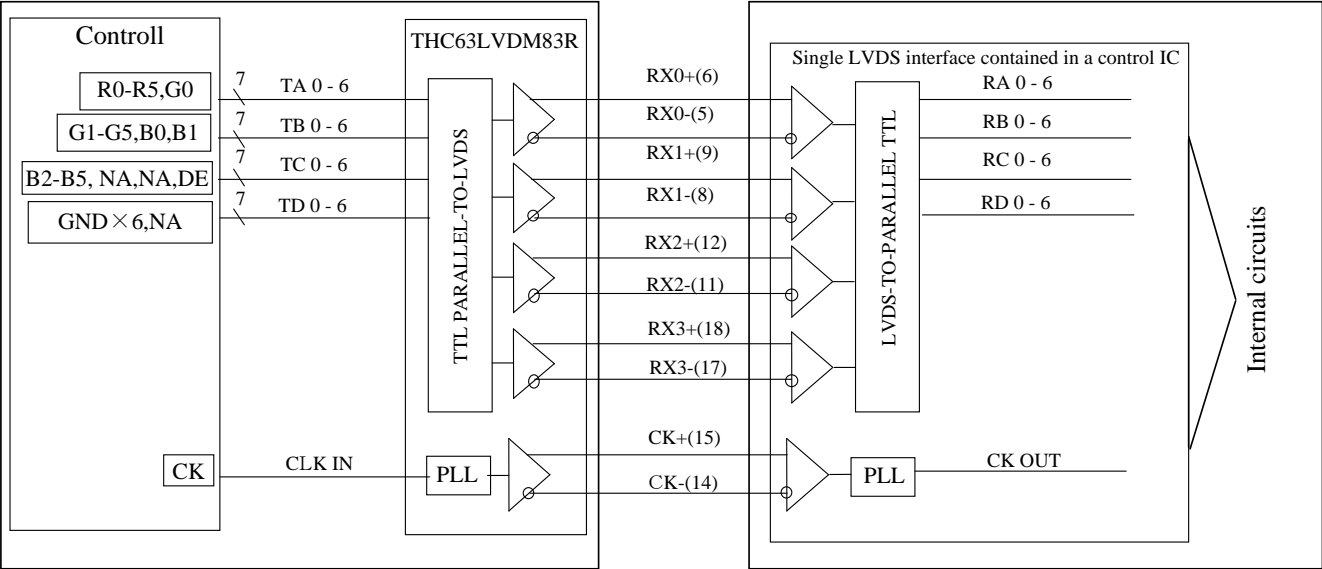 Controll
R0-R5,G0
G1-G5,B0,B1
B2-B5, NA,NA,DE
GND×6,NA
CK
7
TA 0 - 6
7
TB 0 - 6
7
TC 0 - 6
7
TD 0 - 6
CLK IN
THC63LVDM83R
TTL PARALLEL-TO-LVDS
PLL
RX0+(6)
RX0-(5)
RX1+(9)
RX1-(8)
RX2+(12)
RX2-(11)
RX3+(18)
RX3-(17)
CK+(15)
CK-(14)
Single LVDS interface contained in a control IC
LVDS-TO-PARALLEL TTL
PLL
RA 0 - 6
RB 0 - 6
RC 0 - 6
RD 0 - 6
CK OUT
Internal circuits